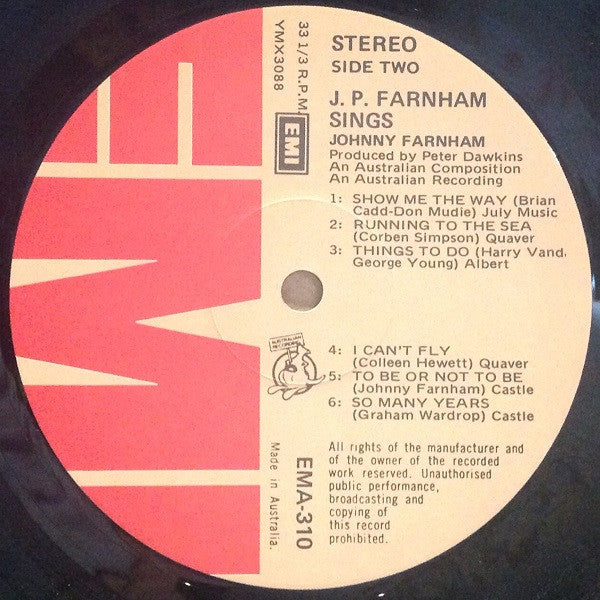 STEREO
SIDE TWO
J. P. FARNHAM
SINGS
JOHNNY FARNHAM
Produced by Peter Dawkins
An Australian Composition
An Australian Recording
1: SHOW ME THE WAY (Brian
Cadd-Don Mudie) July Music
2: RUNNING TO THE SEA
(Corben Simpson) Quaver
3: THINGS TO DO (Harry Vand,
George Young) Albert
4: I CAN'T FLY
(Colleen Hewett) Quaver
5: TO BE OR NOT TO BE
(Johnny Farnham) Castle
6: SO MANY YEARS
(Graham Wardrop) Castle
All rights of the manufacturer and
of the owner of the recorded
work reserved. Unauthorised
public performance,
broadcasting and
copying of
this record
prohibited.
33 1/3 R.P.M.
YMX3088
EMI
AUSTRALIAN
RECORDING
EMA-310
Made in Australia.
EMI